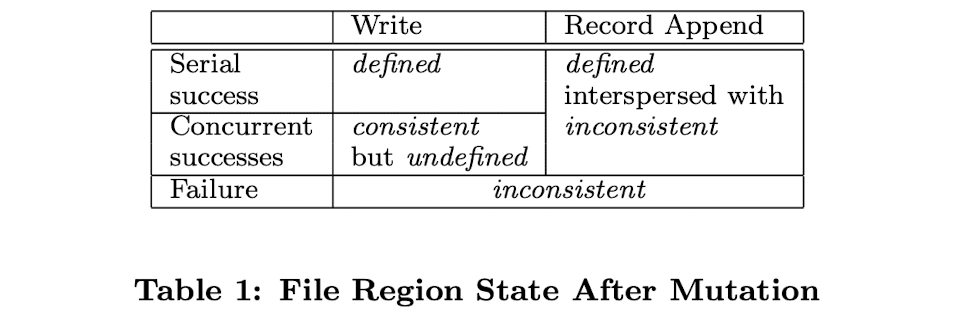 Write Record Append
Serial defined defined
success interspersed with
Concurrent consistent inconsistent
successes but undefined
Failure inconsistent
Table 1: File Region State After Mutation